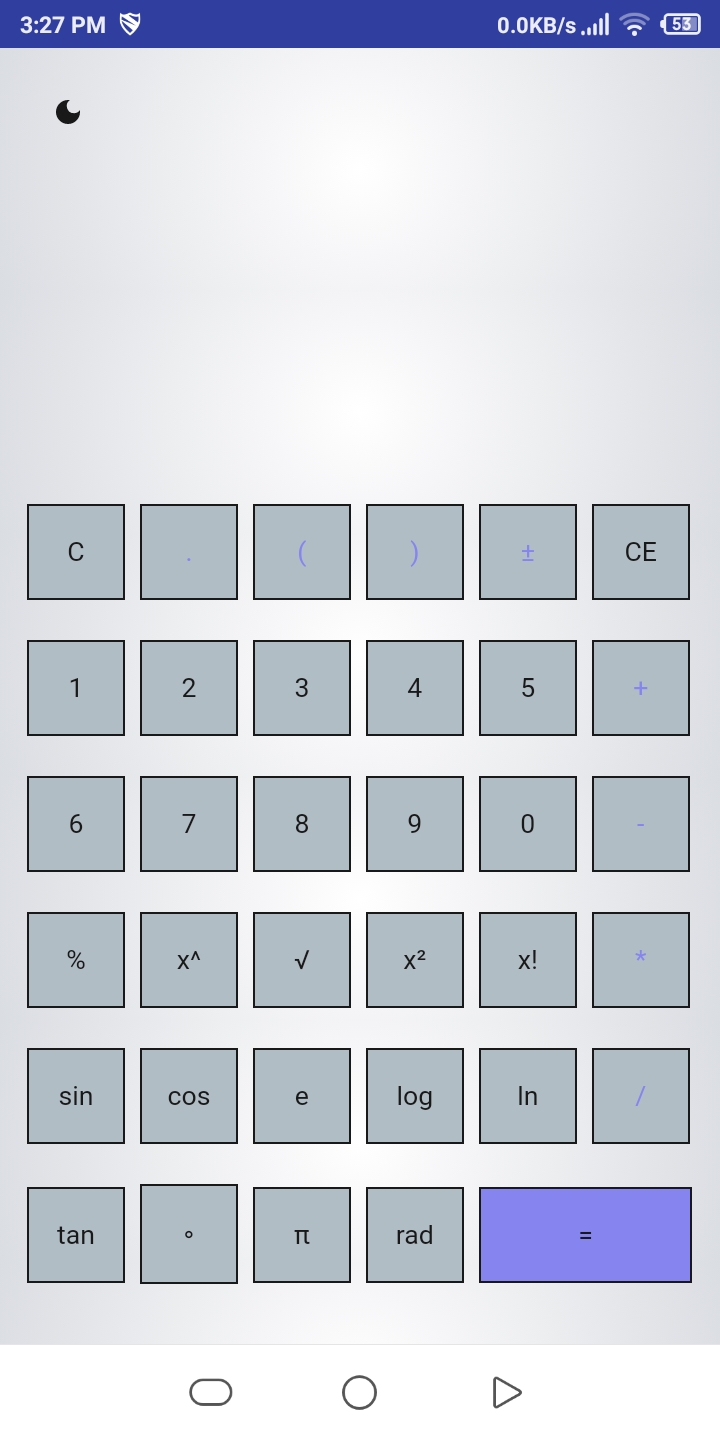 3:27 PM 0.0KB/s 53
C . ( ) ± CE
1 2 3 4 5 +
6 7 8 9 0 -
% x^ √ x² x! *
sin cos e log ln /
tan ° π rad =